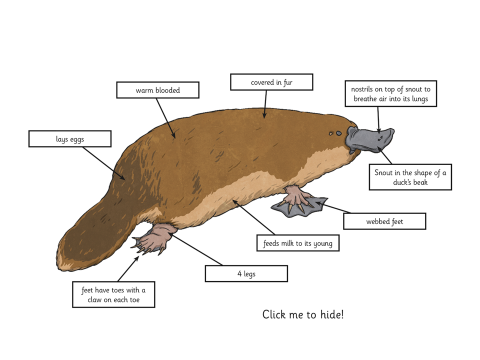 covered in fur
warm blooded
nostrils on top of snout to
breathe air into its lungs
lays eggs
Snout in the shape of a
duck's beak
webbed feet
feeds milk to its young
4 legs
feet have toes with a
claw on each toe
Click me to hide!